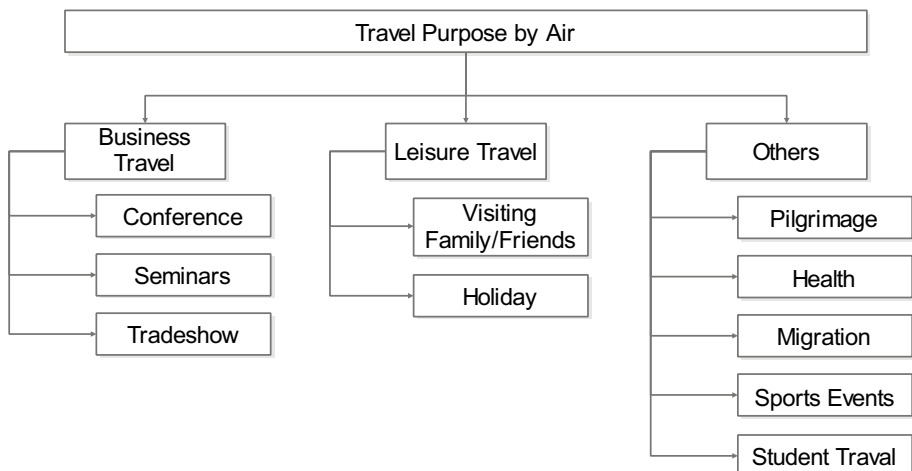 Travel Purpose by Air
Business
Travel
Conference
Seminars
Tradeshow
Leisure Travel
Visiting
Family/Friends
Holiday
Others
Pilgrimage
Health
Migration
Sports Events
Student Traval